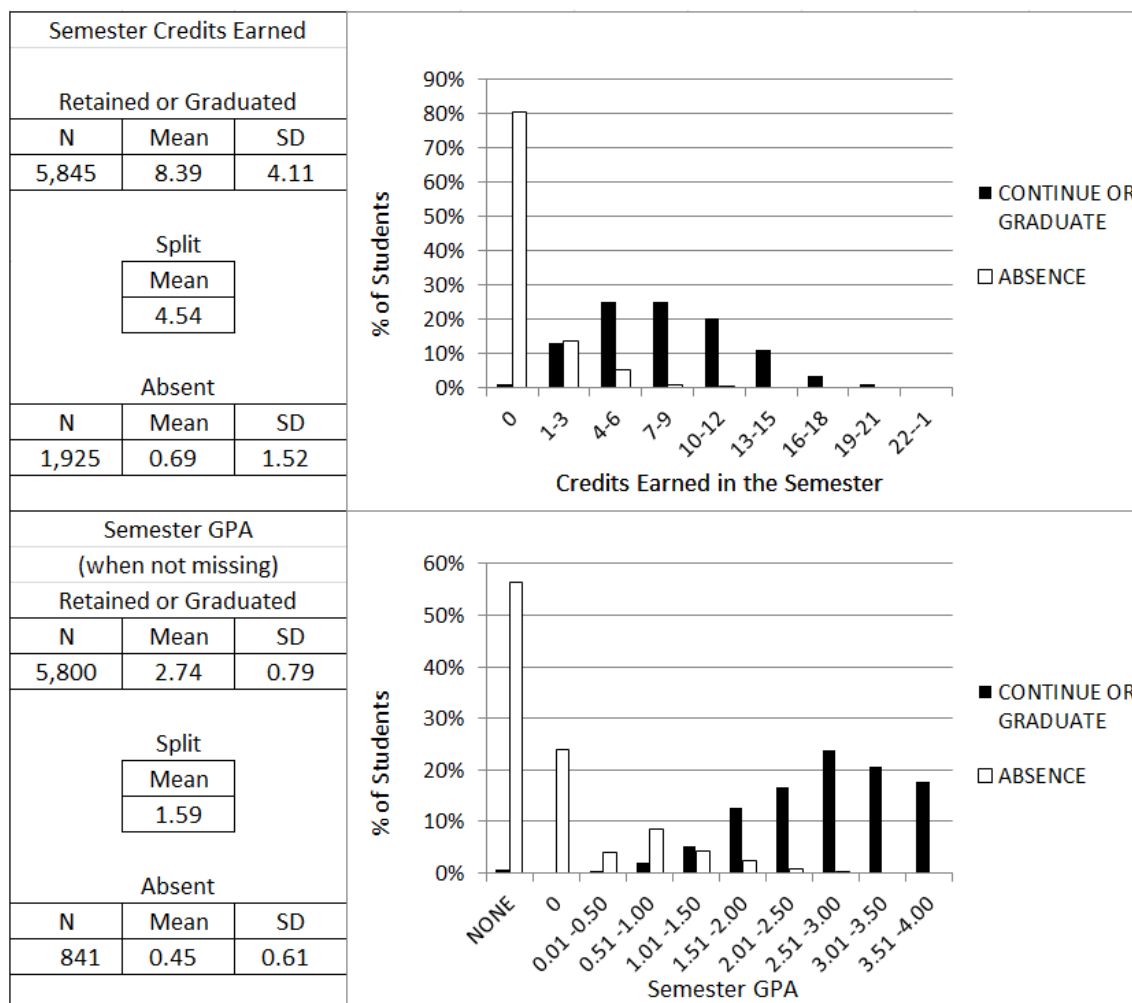 Semester Credits Earned
Retained or Graduated
N Mean SD
5,845 8.39 4.11
Split
Mean
4.54
Absent
N Mean SD
1,925 0.69 1.52
90%
80%
70%
60%
50%
40%
30%
20%
10%
0%
% of Students
0 1-3 4-6 7-9 10-12 13-15 16-18 19-21 22--1
Credits Earned in the Semester
CONTINUE OR
GRADUATE
ABSENCE
Semester GPA
(when not missing)
Retained or Graduated
N Mean SD
5,800 2.74 0.79
Split
Mean
1.59
Absent
N Mean SD
841 0.45 0.61
60%
50%
40%
30%
20%
10%
0%
% of Students
NONE 0 0.01 -0.50 0.51 -1.00 1.01 -1.50 1.51 -2.00 2.01 -2.50 2.51 -3.00 3.01 -3.50 3.51 -4.00
Semester GPA
CONTINUE OR
GRADUATE
ABSENCE